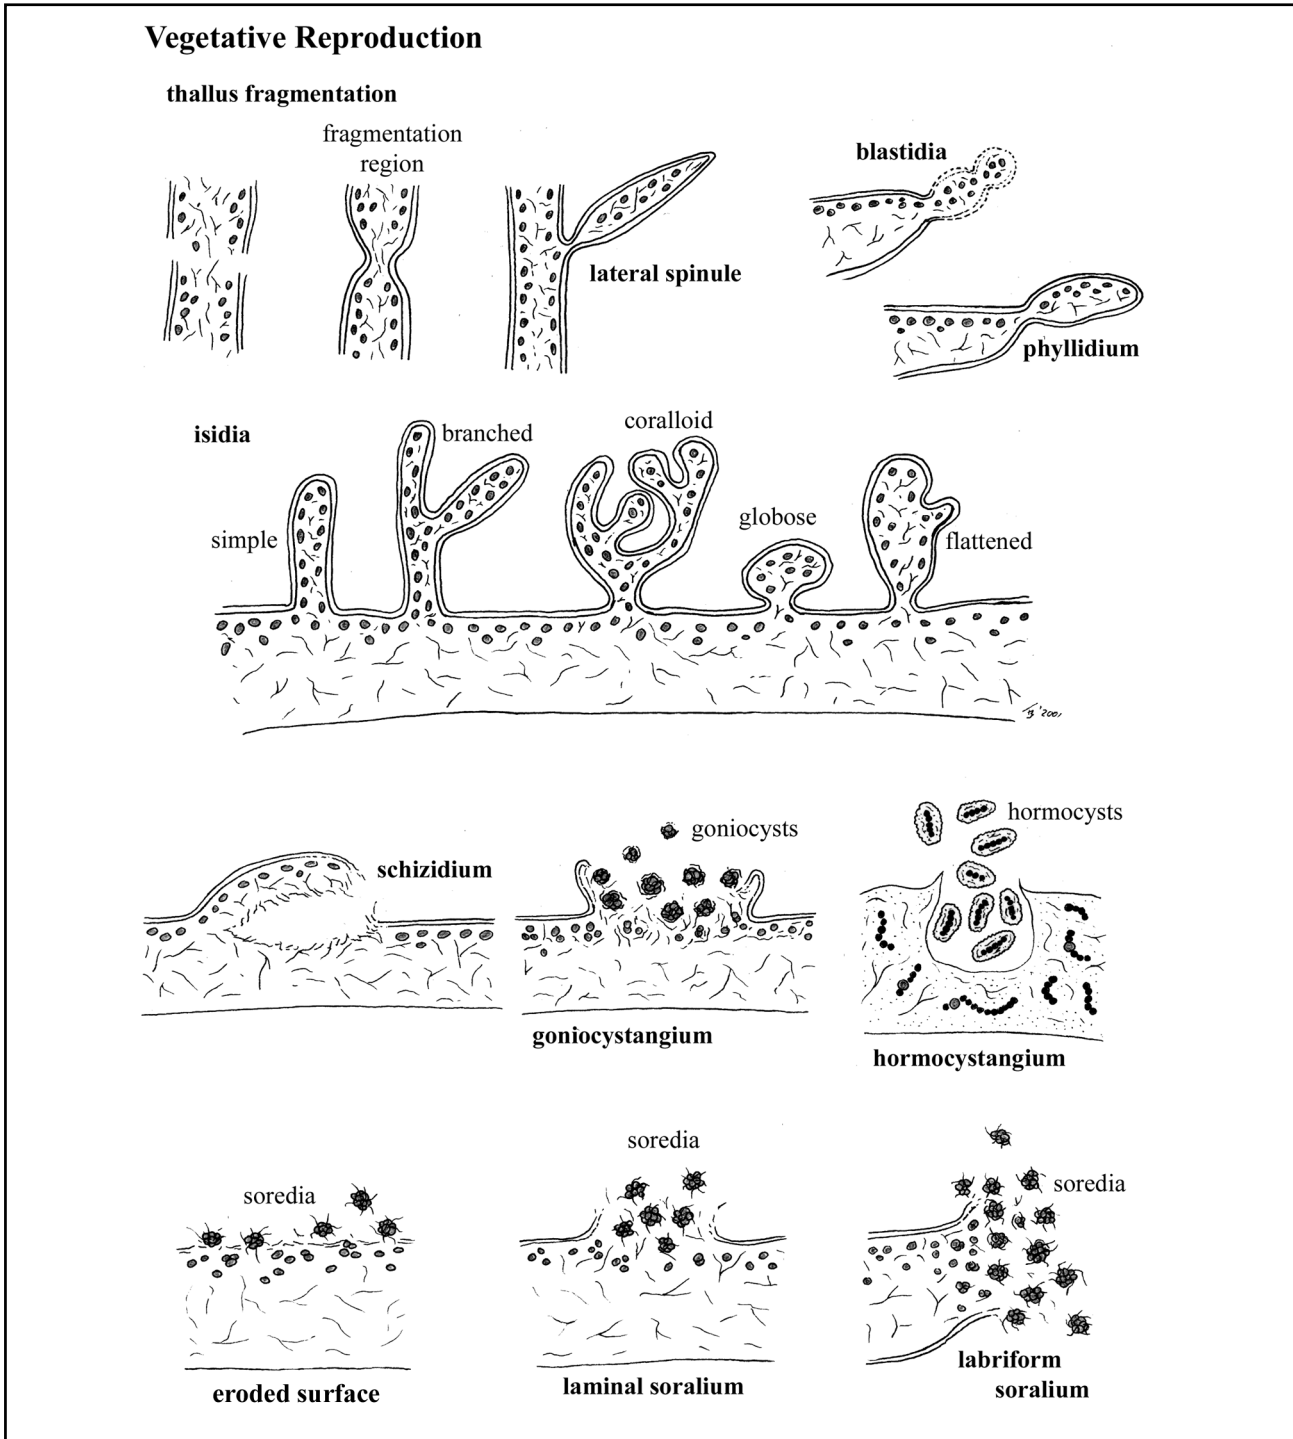 Vegetative Reproduction
thallus fragmentation
fragmentation
region
blastidia
lateral spinule
phyllidium
isidia
branched
coralloid
simple
globose
flattened
'2001
schizidium
goniocysts
hormocysts
goniocystangium
hormocystangium
soredia
soredia
soredia
eroded surface
laminal soralium
labriform
soralium